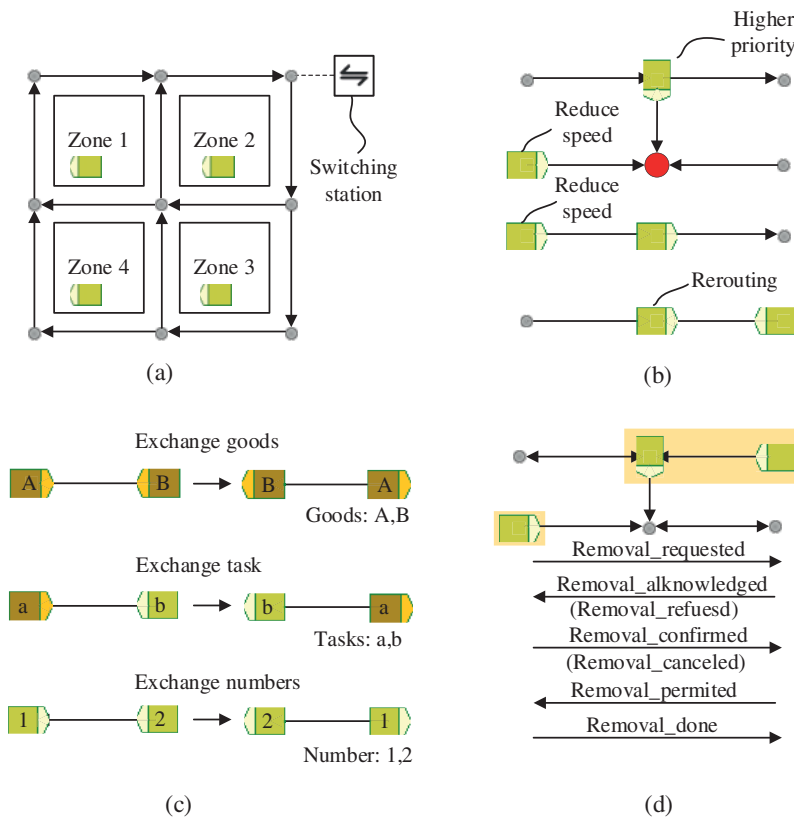 Zone 1
Zone 2
Zone 4
Zone 3
Switching
station
(a)
Higher
priority
Reduce
speed
Reduce
speed
Rerouting
(b)
Exchange goods
A
B
B
A
Goods: A,B
Exchange task
a
b
b
a
Tasks: a,b
Exchange numbers
1
2
2
1
Number: 1,2
(c)
Removal_requested
Removal_alknowledged
(Removal_refuesd)
Removal_confirmed
(Removal_canceled)
Removal_permited
Removal_done
(d)